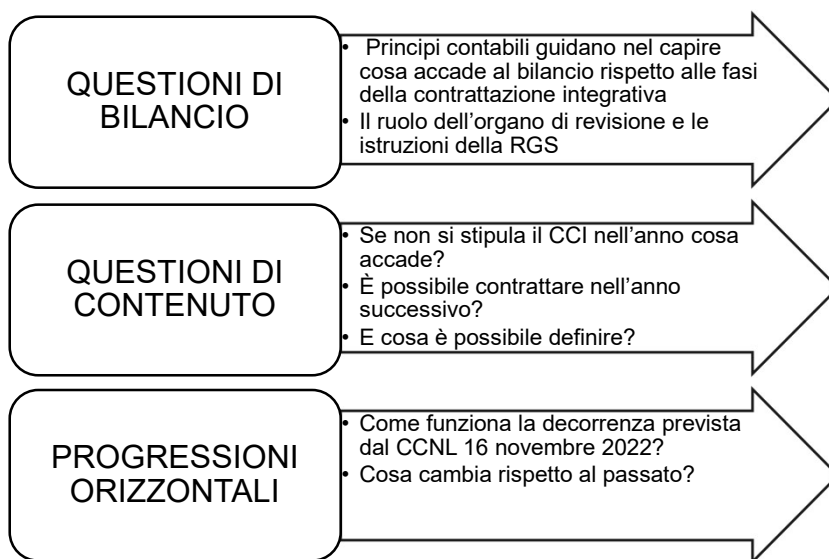 QUESTIONI DI
BILANCIO
• Principi contabili guidano nel capire
cosa accade al bilancio rispetto alle fasi
della contrattazione integrativa
• Il ruolo dell’organo di revisione e le
istruzioni della RGS
QUESTIONI DI
CONTENUTO
• Se non si stipula il CCI nell’anno cosa
accade?
• È possibile contrattare nell’anno
successivo?
• E cosa è possibile definire?
PROGRESSIONI
ORIZZONTALI
• Come funziona la decorrenza prevista
dal CCNL 16 novembre 2022?
• Cosa cambia rispetto al passato?